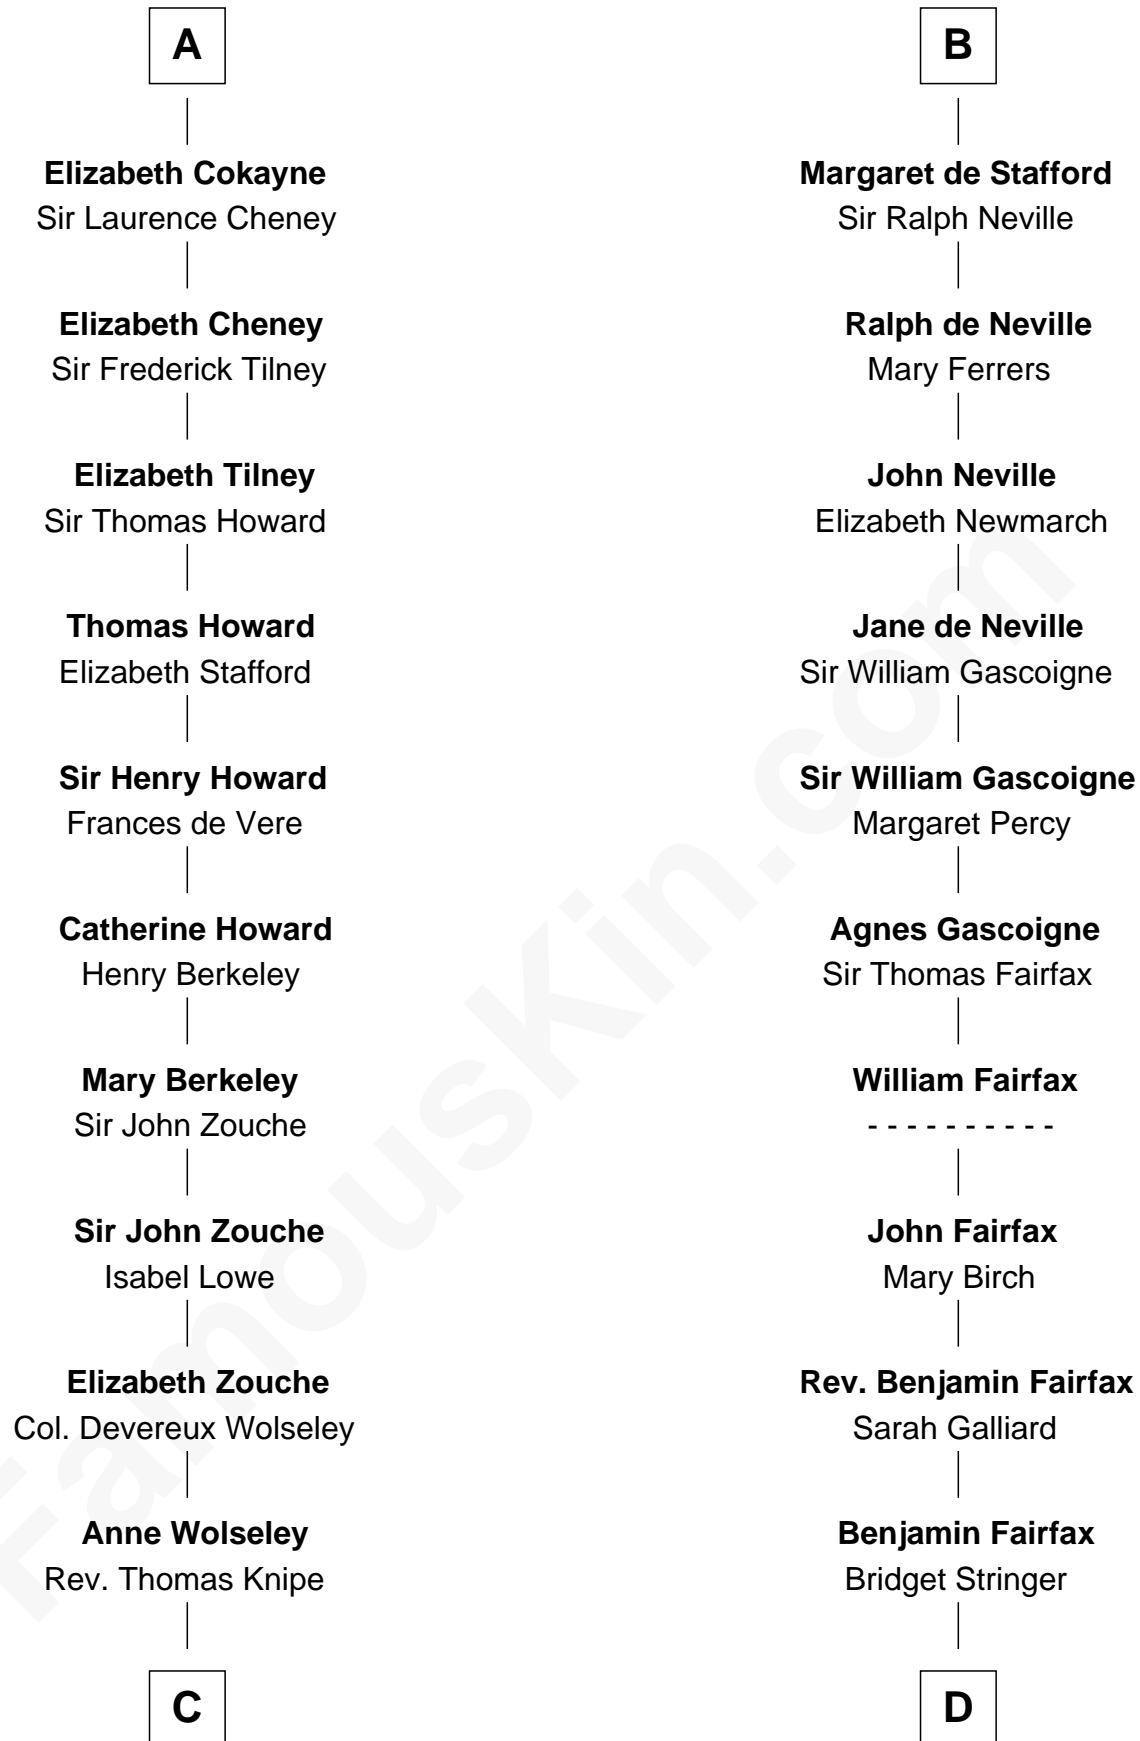 A
Elizabeth Cokayne
Sir Laurence Cheney
Elizabeth Cheney
Sir Frederick Tilney
Elizabeth Tilney
Sir Thomas Howard
Thomas Howard
Elizabeth Stafford
Sir Henry Howard
Frances de Vere
Catherine Howard
Henry Berkeley
Mary Berkeley
Sir John Zouche
Sir John Zouche
Isabel Lowe
Elizabeth Zouche
Col. Devereux Wolseley
Anne Wolseley
Rev. Thomas Knipe
C
B
Margaret de Stafford
Sir Ralph Neville
Ralph de Neville
Mary Ferrers
John Neville
Elizabeth Newmarch
Jane de Neville
Sir William Gascoigne
Sir William Gascoigne
Margaret Percy
Agnes Gascoigne
Sir Thomas Fairfax
William Fairfax
- - - - - - - - - -
John Fairfax
Mary Birch
Rev. Benjamin Fairfax
Sarah Galliard
Benjamin Fairfax
Bridget Stringer
D
FamousKin.com